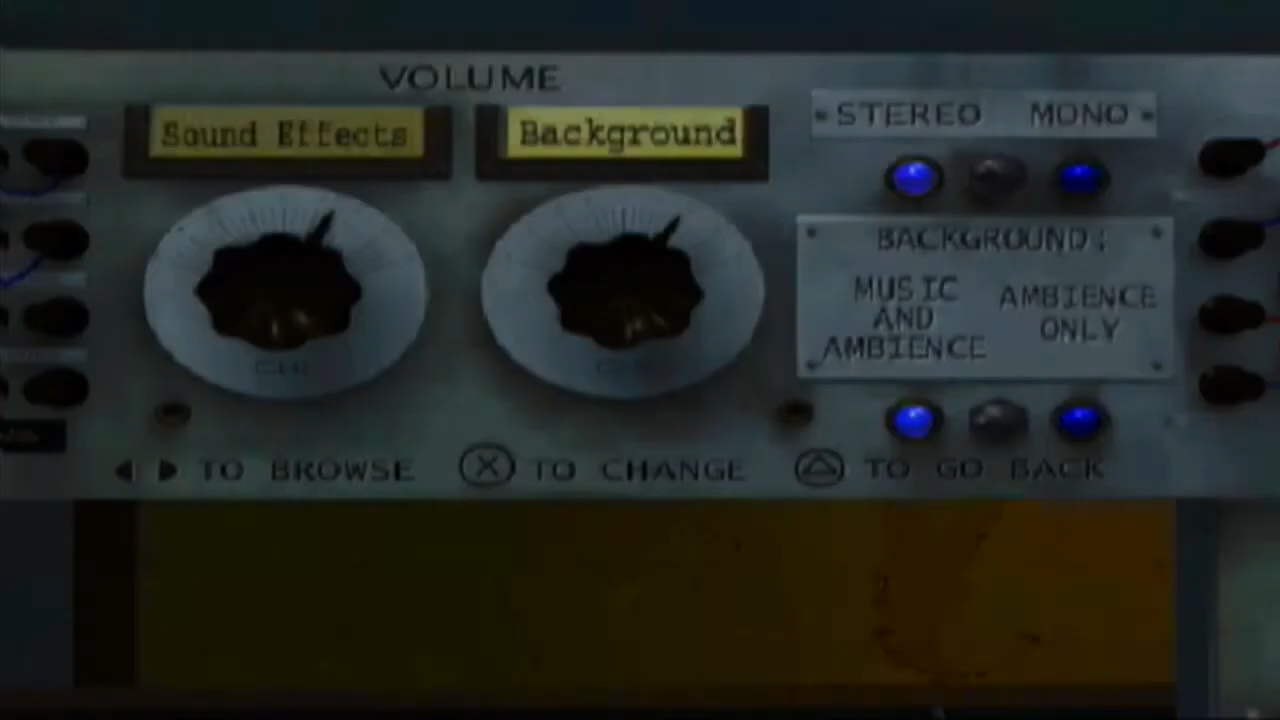 VOLUME
Sound Effects
Background
STEREO MONO
BACKGROUND:
MUSIC
AND
AMBIENCE
AMBIENCE
ONLY
TO BROWSE
X TO CHANGE
TO GO BACK